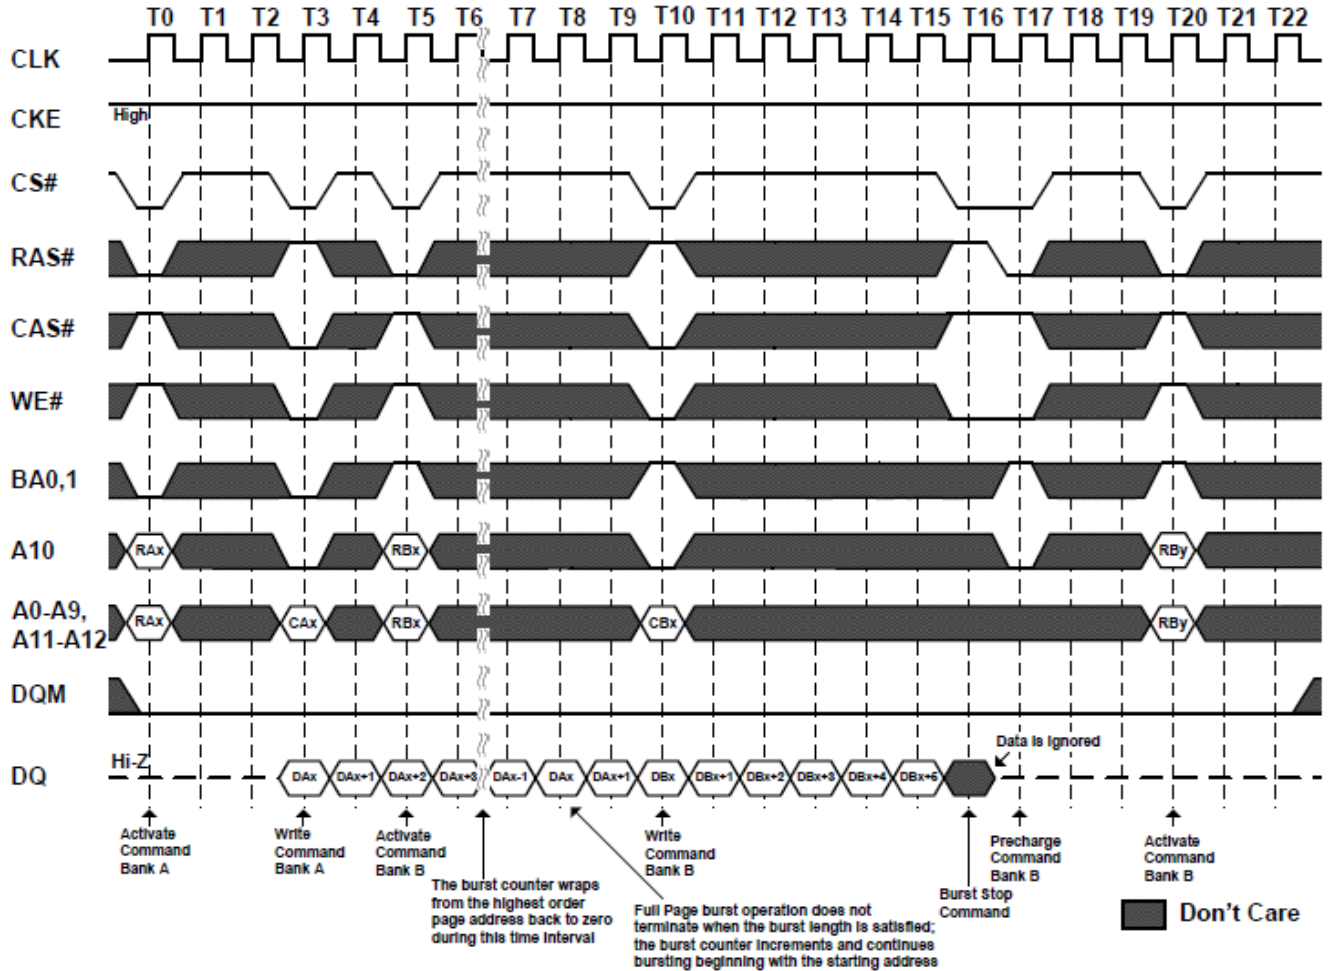 T0 T1 T2 T3 T4 T5 T6 T7 T8 T9 T10 T11 T12 T13 T14 T15 T16 T17 T18 T19 T20 T21 T22
CLK
CKE
High
CS#
RAS#
CAS#
WE#
BA0,1
A10
RAx RBx RBy
A0-A9,
A11-A12
RAx CAx RBx CBx RBy
DQM
DQ
Hi-Z
DAx DAx+1 DAx+2 DAx+3 DAx-1 DAx DAx+1 DBx DBx+1 DBx+2 DBx+3 DBx+4 DBx+5
Data is Ignored
Activate
Command
Bank A
Write
Command
Bank A
Activate
Command
Bank B
The burst counter wraps
from the highest order
page address back to zero
during this time interval
Write
Command
Bank B
Full Page burst operation does not
terminate when the burst length is satisfied;
the burst counter increments and continues
bursting beginning with the starting address
Burst Stop
Command
Precharge
Command
Bank B
Activate
Command
Bank B
Don't Care